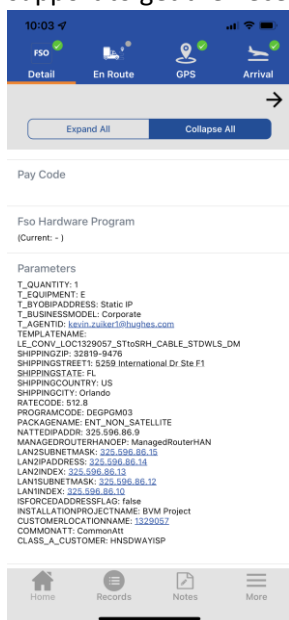 10:03
FSO
Detail
En Route
GPS
Arrival
Expand All
Collapse All
Pay Code
Fso Hardware Program
(Current: - )
Parameters
T_QUANTITY: 1
T_EQUIPMENT: E
T_BYOBIPADDRESS: Static IP
T_BUSINESSMODEL: Corporate
T_AGENTID: kevin.zuiker1@hughes.com
TEMPLATENAME:
LE_CONV_LOC1329057_SToSRH_CABLE_STDWLS_DM
SHIPPINGZIP: 32819-9476
SHIPPINGSTREET1: 5259 International Dr Ste F1
SHIPPINGSTATE: FL
SHIPPINGCOUNTRY: US
SHIPPINGCITY: Orlando
RATECODE: 512.8
PROGRAMCODE: DEGPGM03
PACKAGENAME: ENT_NON_SATELLITE
NATTEDIPADDR: 325.596.86.9
MANAGEDROUTERHANOEP: ManagedRouterHAN
LAN2SUBNETMASK: 325.596.86.15
LAN2IPADDRESS: 325.596.86.14
LAN2INDEX: 325.596.86.13
LAN1SUBNETMASK: 325.596.86.12
LAN1INDEX: 325.596.86.10
ISFORCEDADDRESSFLAG: false
INSTALLATIONPROJECTNAME: BVM Project
CUSTOMERLOCATIONNAME: 1329057
COMMONATT: CommonAtt
CLASS_A_CUSTOMER: HNSDWAYISP
Home
Records
Notes
More